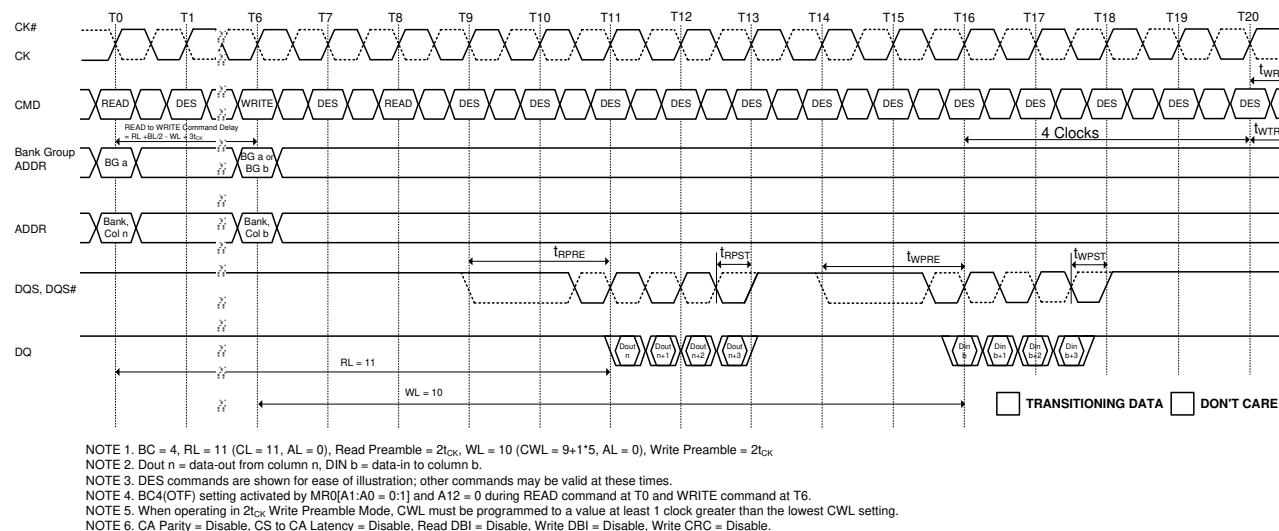 T0 T1 T6 T7 T8 T9 T10 T11 T12 T13 T14 T15 T16 T17 T18 T19 T20
CK#
CK
tWR
CMD READ DES WRITE DES READ DES DES DES DES DES DES DES DES DES DES DES DES
READ to WRITE Command Delay
= RL +BL/2 - WL + 3tCK
4 Clocks
tWTR
Bank Group
ADDR
BG a
BG a or
BG b
ADDR
Bank,
Col n
Bank,
Col b
tRPRE tRPST tWPRE tWPST
DQS, DQS#
DQ
Dout
n
Dout
n+1
Dout
n+2
Dout
n+3
Din
b
Din
b+1
Din
b+2
Din
b+3
RL = 11
WL = 10
TRANSITIONING DATA DON'T CARE
NOTE 1. BC = 4, RL = 11 (CL = 11, AL = 0), Read Preamble = 2tCK, WL = 10 (CWL = 9+1*5, AL = 0), Write Preamble = 2tCK
NOTE 2. Dout n = data-out from column n, DIN b = data-in to column b.
NOTE 3. DES commands are shown for ease of illustration; other commands may be valid at these times.
NOTE 4. BC4(OTF) setting activated by MR0[A1:A0 = 0:1] and A12 = 0 during READ command at T0 and WRITE command at T6.
NOTE 5. When operating in 2tCK Write Preamble Mode, CWL must be programmed to a value at least 1 clock greater than the lowest CWL setting.
NOTE 6. CA Parity = Disable, CS to CA Latency = Disable, Read DBI = Disable, Write DBI = Disable, Write CRC = Disable.